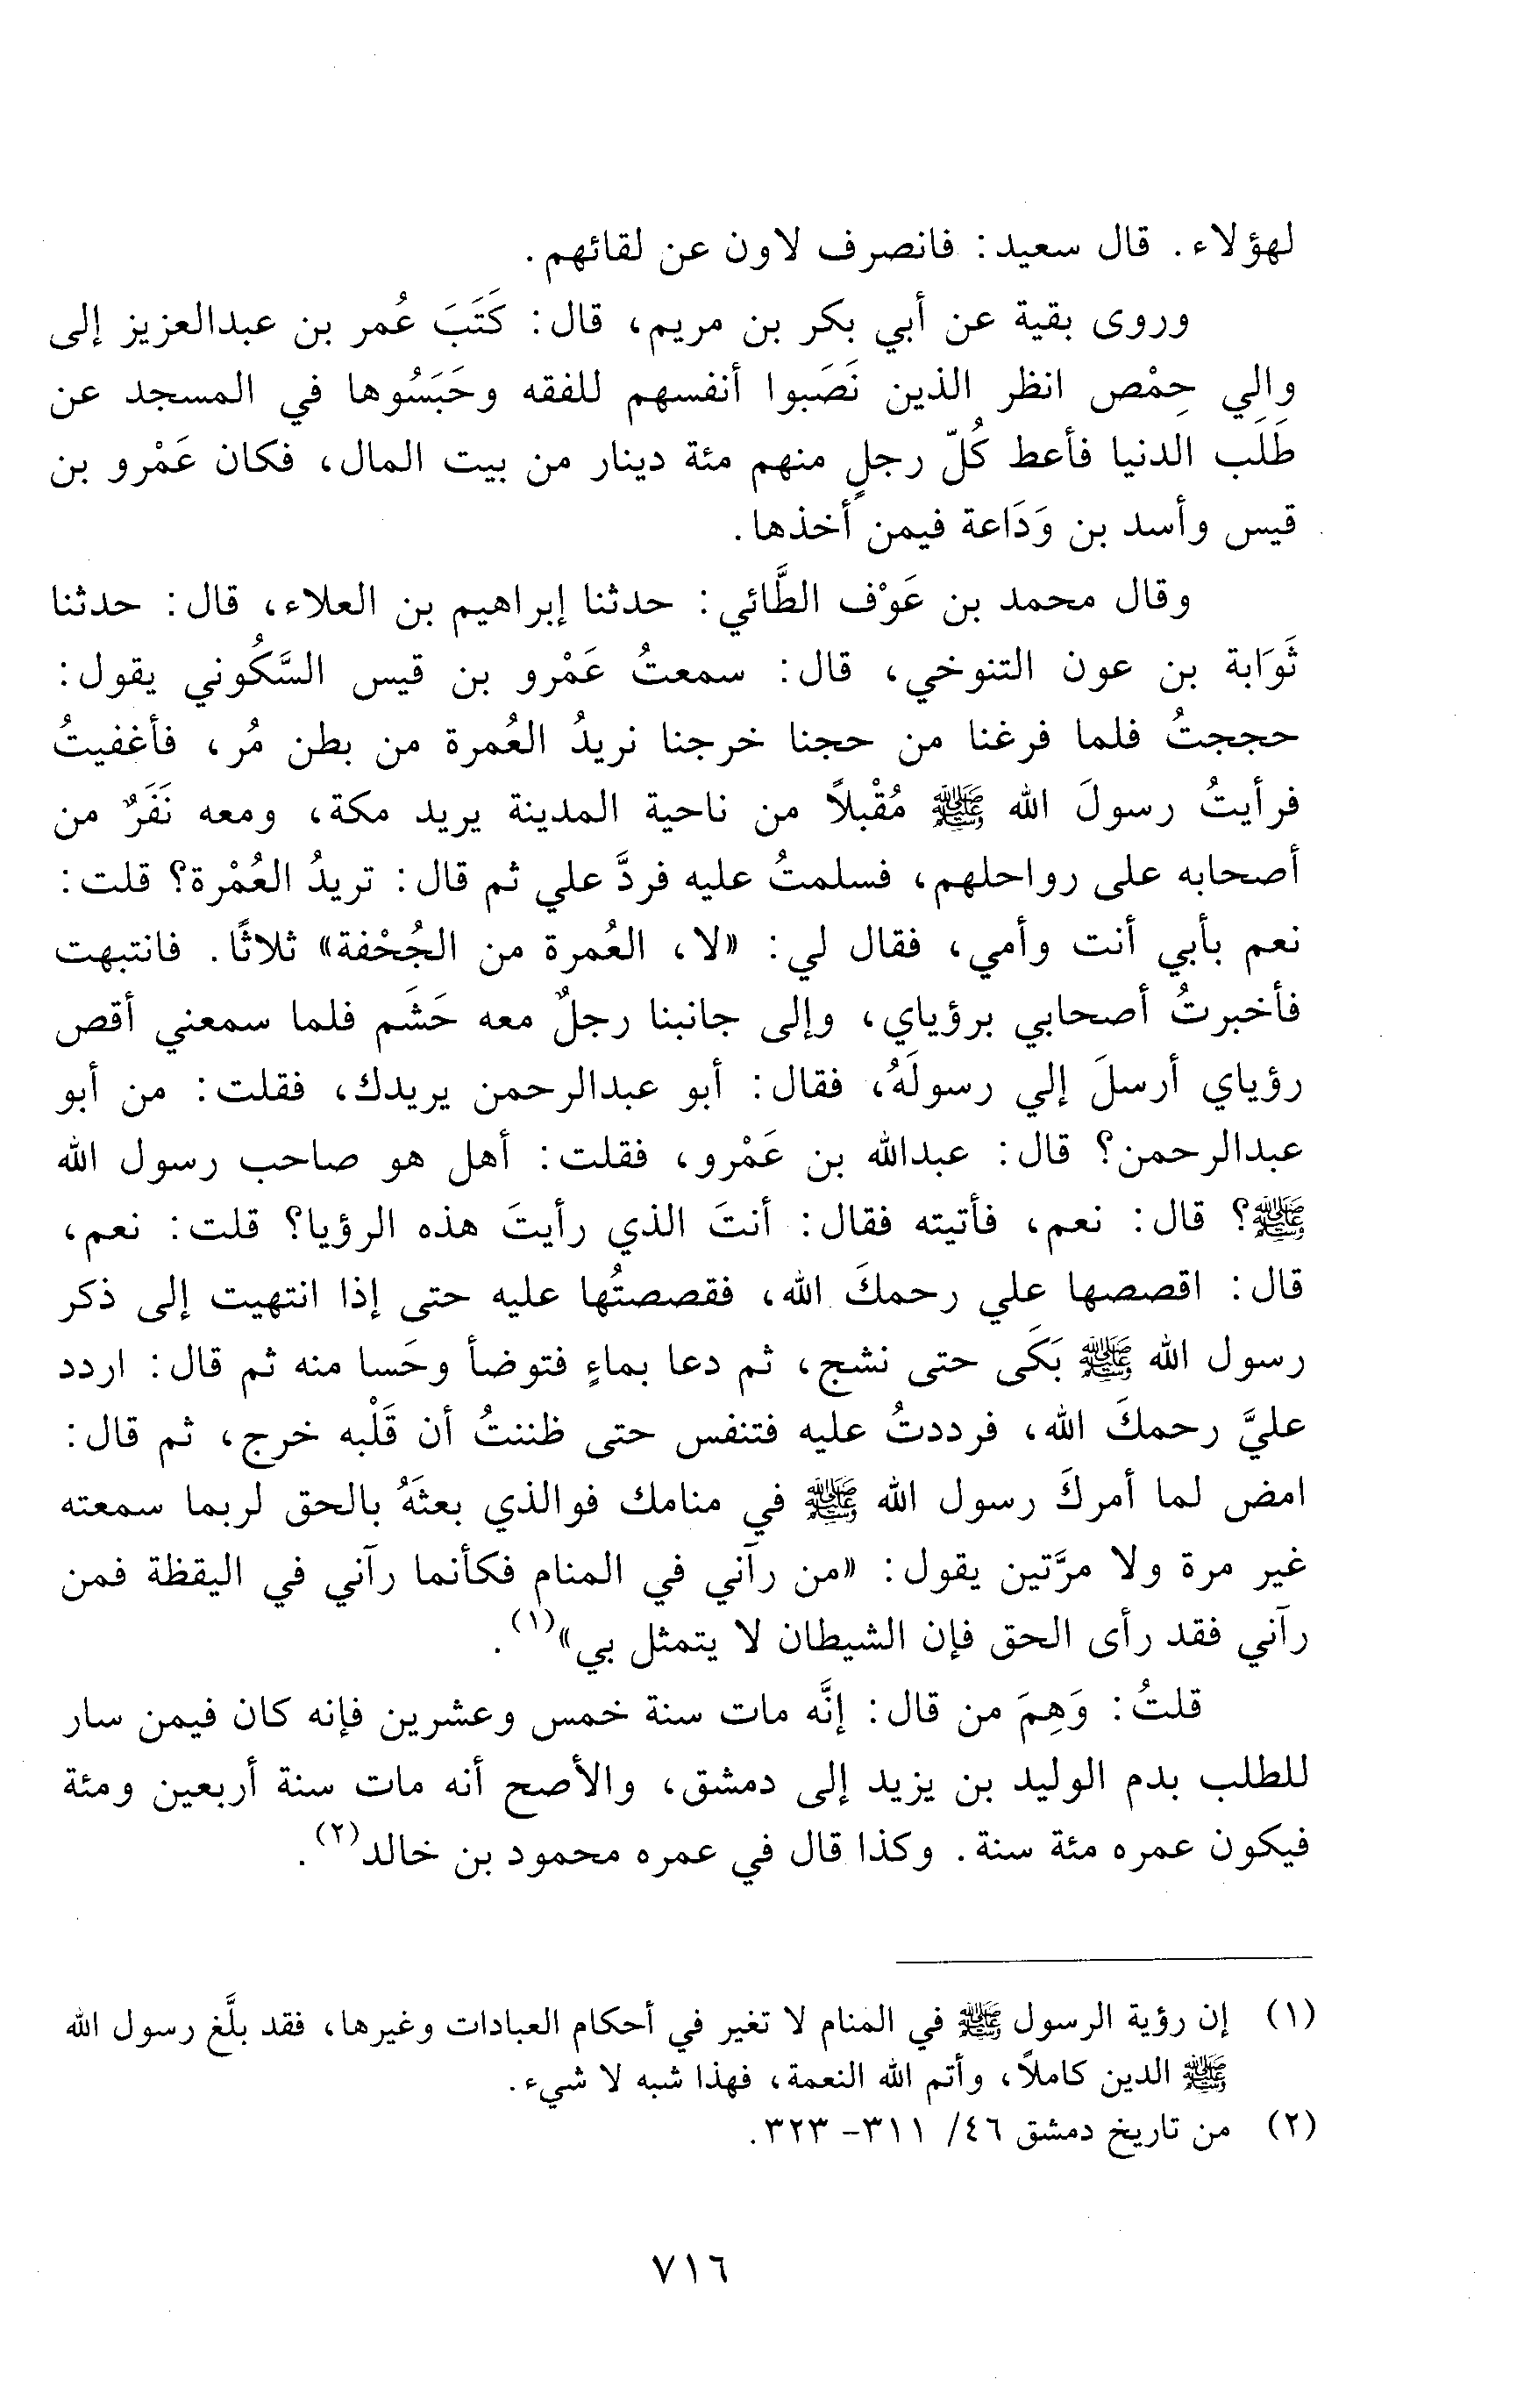 لهؤلاء. قال سعيد: فانصرف لاون عن لقائهم.
وروى بقية عن أبي بكر بن مريم، قال: كَتَبَ عُمر بن عبدالعزيز إلى
والي حِمْص انظر الذين نَصَبوا أنفسهم للفقه وحَبَسُوها في المسجد عن
طَلَب الدنيا فأعط كُلّ رجلٍ منهم مئة دينار من بيت المال، فكان عَمْرو بن
قيس وأسد بن وَدَاعة فيمن أخذها.
وقال محمد بن عَوْف الطَّائي: حدثنا إبراهيم بن العلاء، قال: حدثنا
ثَوَابة بن عون التنوخي، قال: سمعتُ عَمْرو بن قيس السَّكُوني يقول:
حججتُ فلما فرغنا من حجنا خرجنا نريدُ العُمرة من بطن مُر، فأغفيتُ
فرأيتُ رسولَ الله ﷺ مُقْبلاً من ناحية المدينة يريد مكة، ومعه نَفَرٌ من
أصحابه على رواحلهم، فسلمتُ عليه فردَّ علي ثم قال: تريدُ العُمْرة؟ قلت:
نعم بأبي أنت وأمي، فقال لي: «لا، العُمرة من الجُحْفة» ثلاثًا. فانتبهت
فأخبرتُ أصحابي برؤياي، وإلى جانبنا رجلٌ معه حَشَم فلما سمعني أقص
رؤياي أرسلَ إلي رسولَهُ، فقال: أبو عبدالرحمن يريدك، فقلت: من أبو
عبدالرحمن؟ قال: عبدالله بن عَمْرو، فقلت: أهل هو صاحب رسول الله
ﷺ؟ قال: نعم، فأتيته فقال: أنتَ الذي رأيتَ هذه الرؤيا؟ قلت: نعم،
قال: اقصصها علي رحمكَ الله، فقصصتُها عليه حتى إذا انتهيت إلى ذكر
رسول الله ﷺ بَكَى حتى نشج، ثم دعا بماءٍ فتوضأ وحَسا منه ثم قال: اردد
عليَّ رحمكَ الله، فرددتُ عليه فتنفس حتى ظننتُ أن قَلْبه خرج، ثم قال:
امض لما أمركَ رسول الله ﷺ في منامك فوالذي بعثَهُ بالحق لربما سمعته
غير مرة ولا مرَّتين يقول: «من رآني في المنام فكأنما رآني في اليقظة فمن
رآني فقد رأى الحق فإن الشيطان لا يتمثل بي»(١).
قلتُ: وَهِمَ من قال: إنَّه مات سنة خمس وعشرين فإنه كان فيمن سار
للطلب بدم الوليد بن يزيد إلى دمشق، والأصح أنه مات سنة أربعين ومئة
فيكون عمره مئة سنة. وكذا قال في عمره محمود بن خالد(٢).
(١) إن رؤية الرسول ﷺ في المنام لا تغير في أحكام العبادات وغيرها، فقد بلَّغ رسول الله
ﷺ الدين كاملاً، وأتم الله النعمة، فهذا شبه لا شيء.
(٢) من تاريخ دمشق ٤٦/ ٣١١- ٣٢٣.
٧١٦